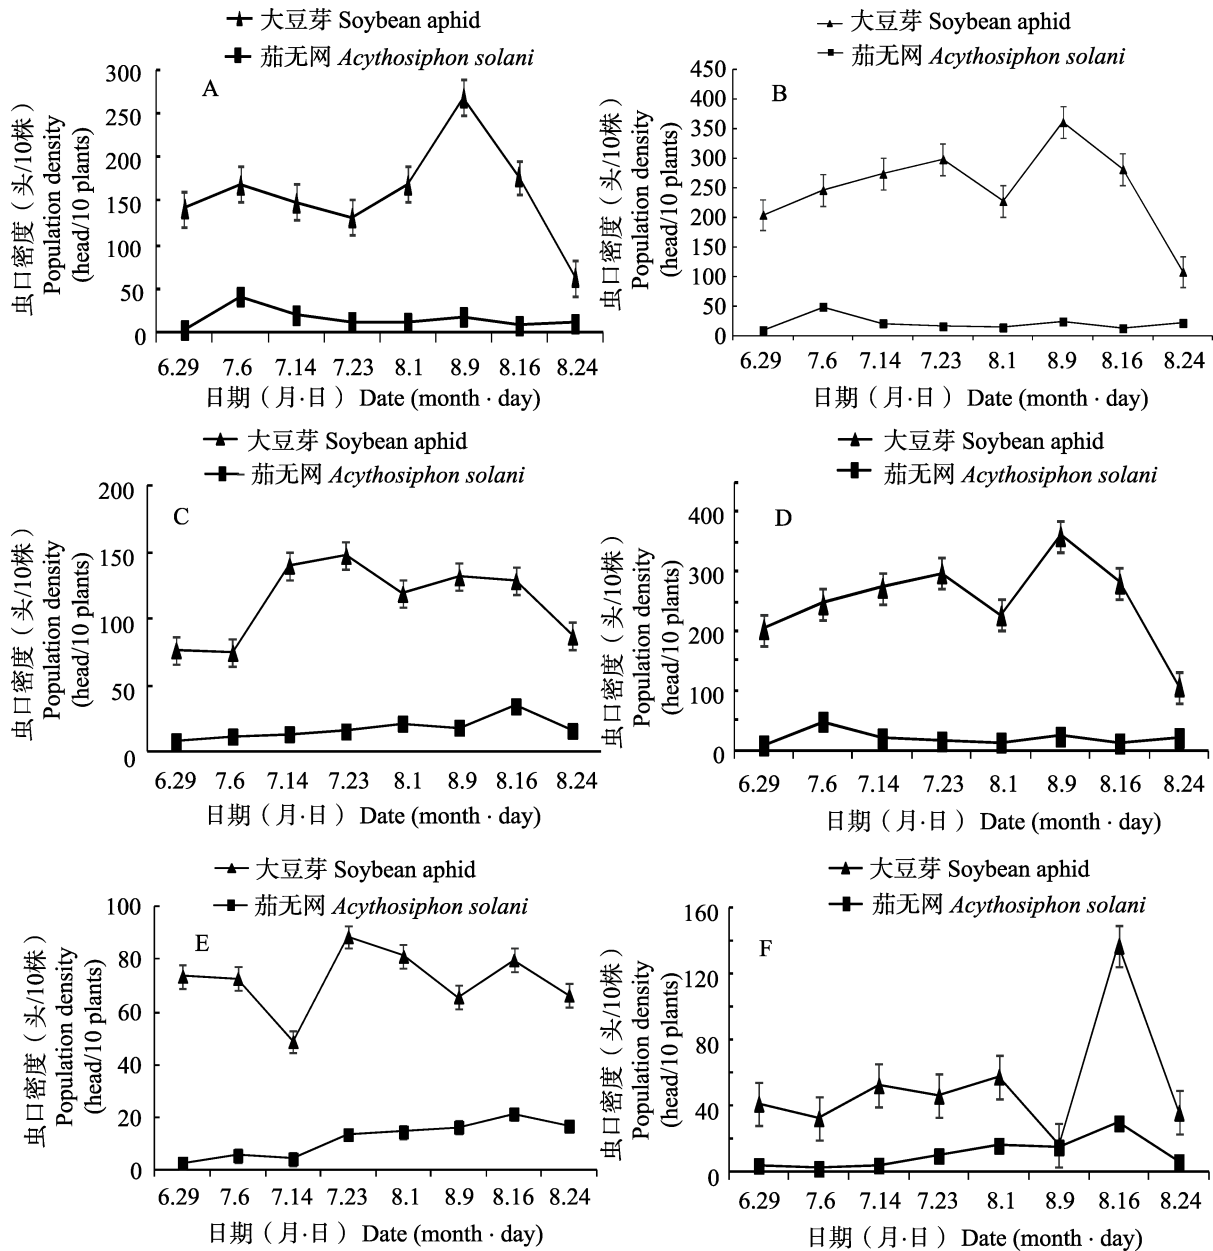 大豆芽 Soybean aphid
茄无网 Acythosiphon solani
A
300
250
200
150
100
50
0
虫口密度（头/10株）
Population density
(head/10 plants)
6.29 7.6 7.14 7.23 8.1 8.9 8.16 8.24
日期（月·日） Date (month · day)
大豆芽 Soybean aphid
茄无网 Acythosiphon solani
B
450
400
350
300
250
200
150
100
50
0
虫口密度（头/10株）
Population density
(head/10 plants)
6.29 7.6 7.14 7.23 8.1 8.9 8.16 8.24
日期（月·日） Date (month · day)
大豆芽 Soybean aphid
茄无网 Acythosiphon solani
C
200
150
100
50
0
虫口密度（头/10株）
Population density
(head/10 plants)
6.29 7.6 7.14 7.23 8.1 8.9 8.16 8.24
日期（月·日） Date (month · day)
大豆芽 Soybean aphid
茄无网 Acythosiphon solani
D
400
300
200
100
0
虫口密度（头/10株）
Population density
(head/10 plants)
6.29 7.6 7.14 7.23 8.1 8.9 8.16 8.24
日期（月·日） Date (month · day)
大豆芽 Soybean aphid
茄无网 Acythosiphon solani
E
100
80
60
40
20
0
虫口密度（头/10株）
Population density
(head/10 plants)
6.29 7.6 7.14 7.23 8.1 8.9 8.16 8.24
日期（月·日） Date (month · day)
大豆芽 Soybean aphid
茄无网 Acythosiphon solani
F
160
120
80
40
0
虫口密度（头/10株）
Population density
(head/10 plants)
6.29 7.6 7.14 7.23 8.1 8.9 8.16 8.24
日期（月·日） Date (month · day)